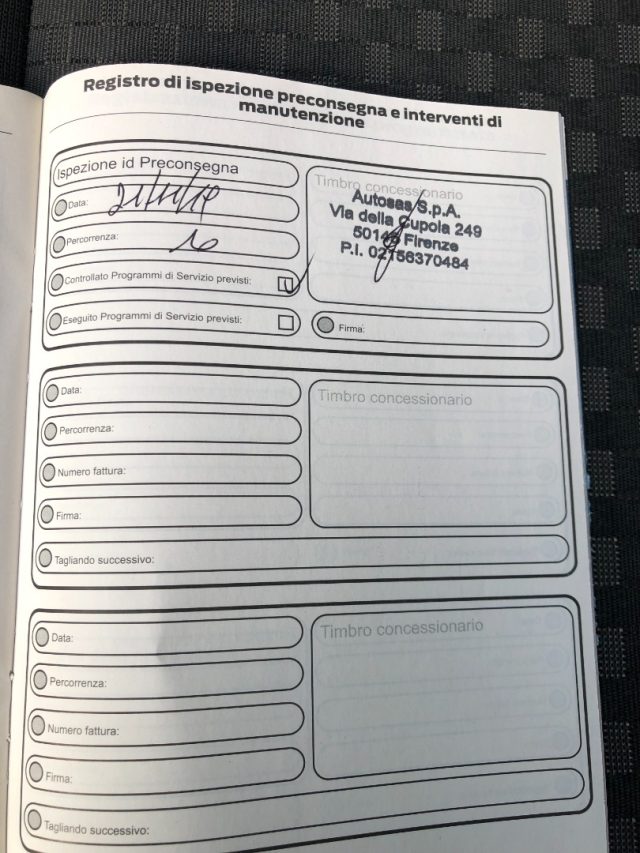 Registro di ispezione preconsegna e interventi di
manutenzione
Ispezione id Preconsegna
Data:
Percorrenza: 10
Controllato Programmi di Servizio previsti:
Eseguito Programmi di Servizio previsti:
Timbro concessionario
Autosas S.p.A.
Via della Cupola 249
Firenze
P.I. 02156370484
Firma:
Data:
Percorrenza:
Numero fattura:
Firma:
Tagliando successivo:
Timbro concessionario
Data:
Percorrenza:
Numero fattura:
Firma:
Tagliando successivo:
Timbro concessionario